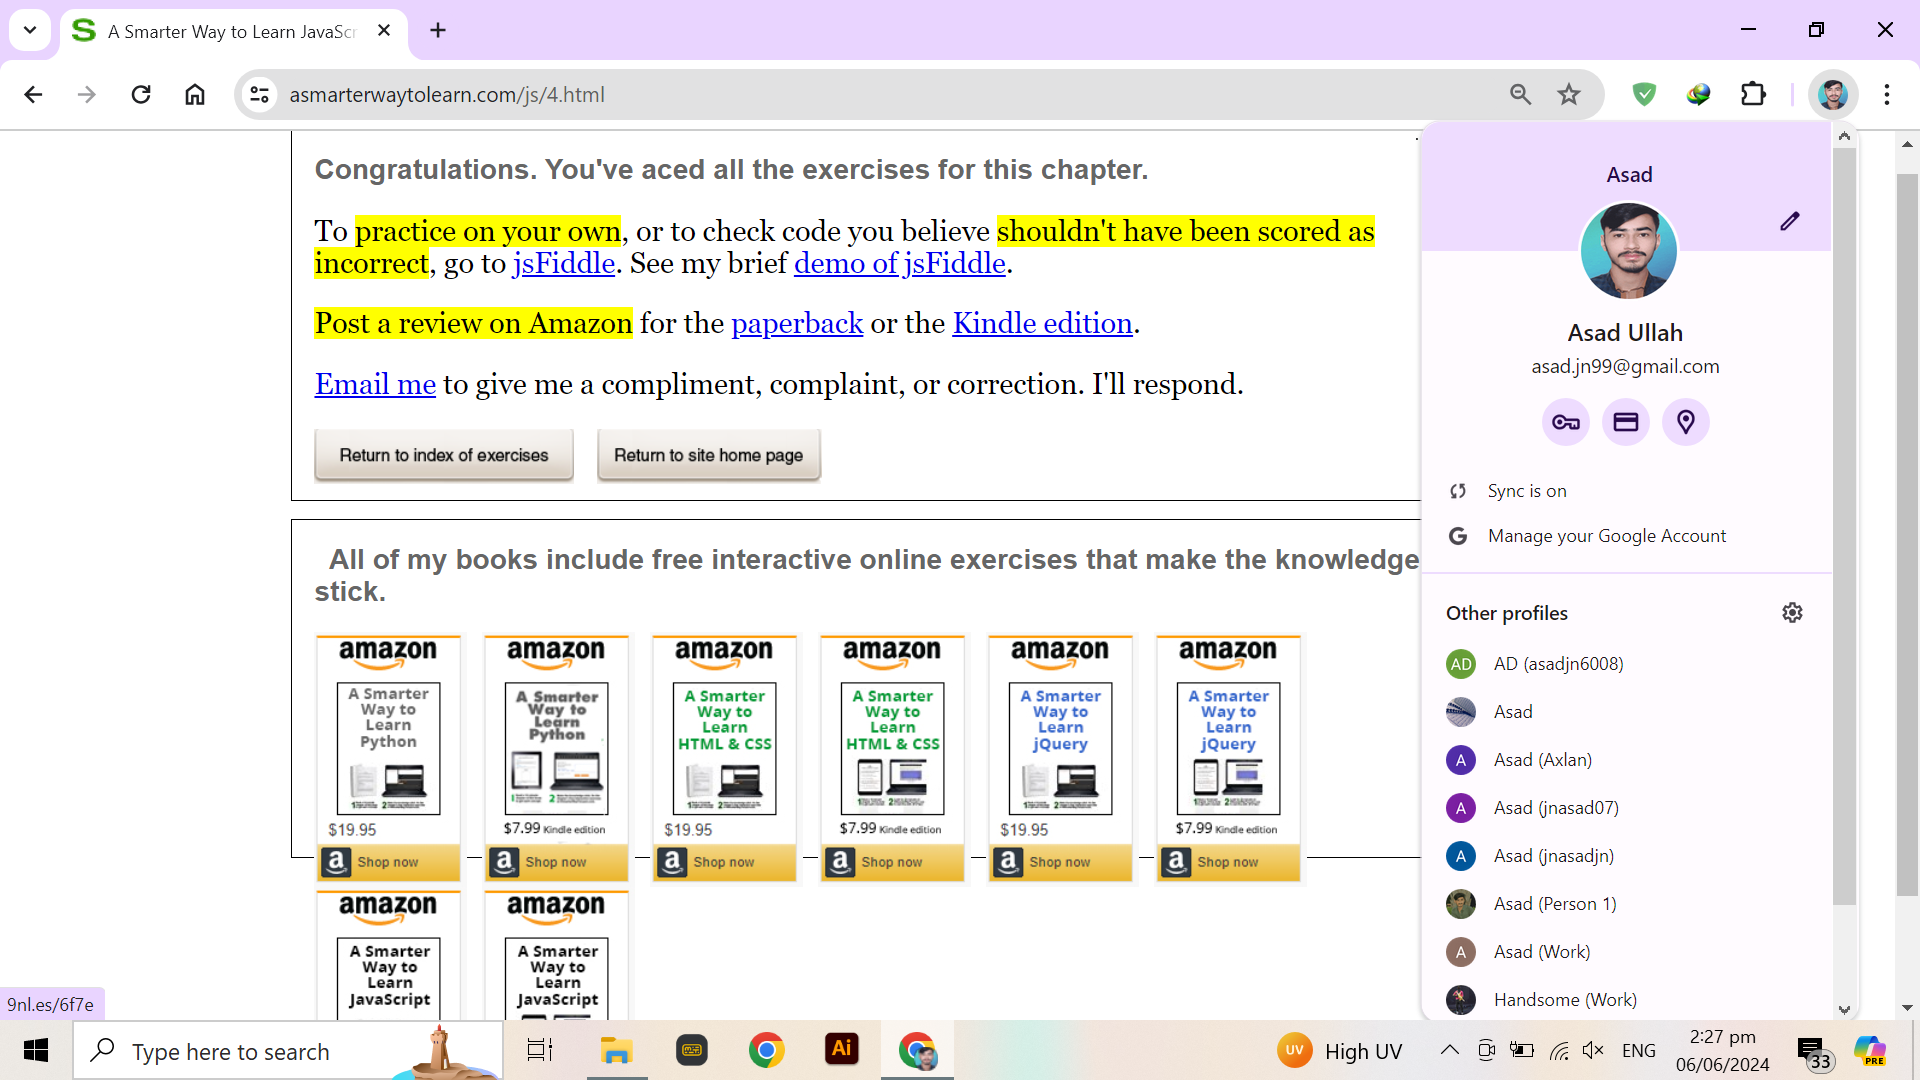 A Smarter Way to Learn JavaScr
asmarterwaytolearn.com/js/4.html
Congratulations. You've aced all the exercises for this chapter.
To practice on your own, or to check code you believe shouldn't have been scored as
incorrect, go to jsFiddle. See my brief demo of jsFiddle.
Post a review on Amazon for the paperback or the Kindle edition.
Email me to give me a compliment, complaint, or correction. I'll respond.
Return to index of exercises
Return to site home page
All of my books include free interactive online exercises that make the knowledge
stick.
amazon
A Smarter
Way to
Learn
Python
$19.95
a Shop now
amazon
A Smarter
Way to
Learn
Python
$7.99 Kindle edition
a Shop now
amazon
A Smarter
Way to
Learn
HTML & CSS
$19.95
a Shop now
amazon
A Smarter
Way to
Learn
HTML & CSS
$7.99 Kindle edition
a Shop now
amazon
A Smarter
Way to
Learn
jQuery
$19.95
a Shop now
amazon
A Smarter
Way to
Learn
jQuery
$7.99 Kindle edition
a Shop now
amazon
A Smarter
Way to
Learn
JavaScript
amazon
A Smarter
Way to
Learn
JavaScript
Asad
Asad Ullah
asad.jn99@gmail.com
Sync is on
G Manage your Google Account
Other profiles
AD AD (asadjn6008)
Asad
A Asad (Axlan)
A Asad (jnasad07)
A Asad (jnasadjn)
Asad (Person 1)
A Asad (Work)
Handsome (Work)
9nl.es/6f7e
Type here to search
Ai
UV High UV
ENG
2:27 pm
06/06/2024
33
PRE